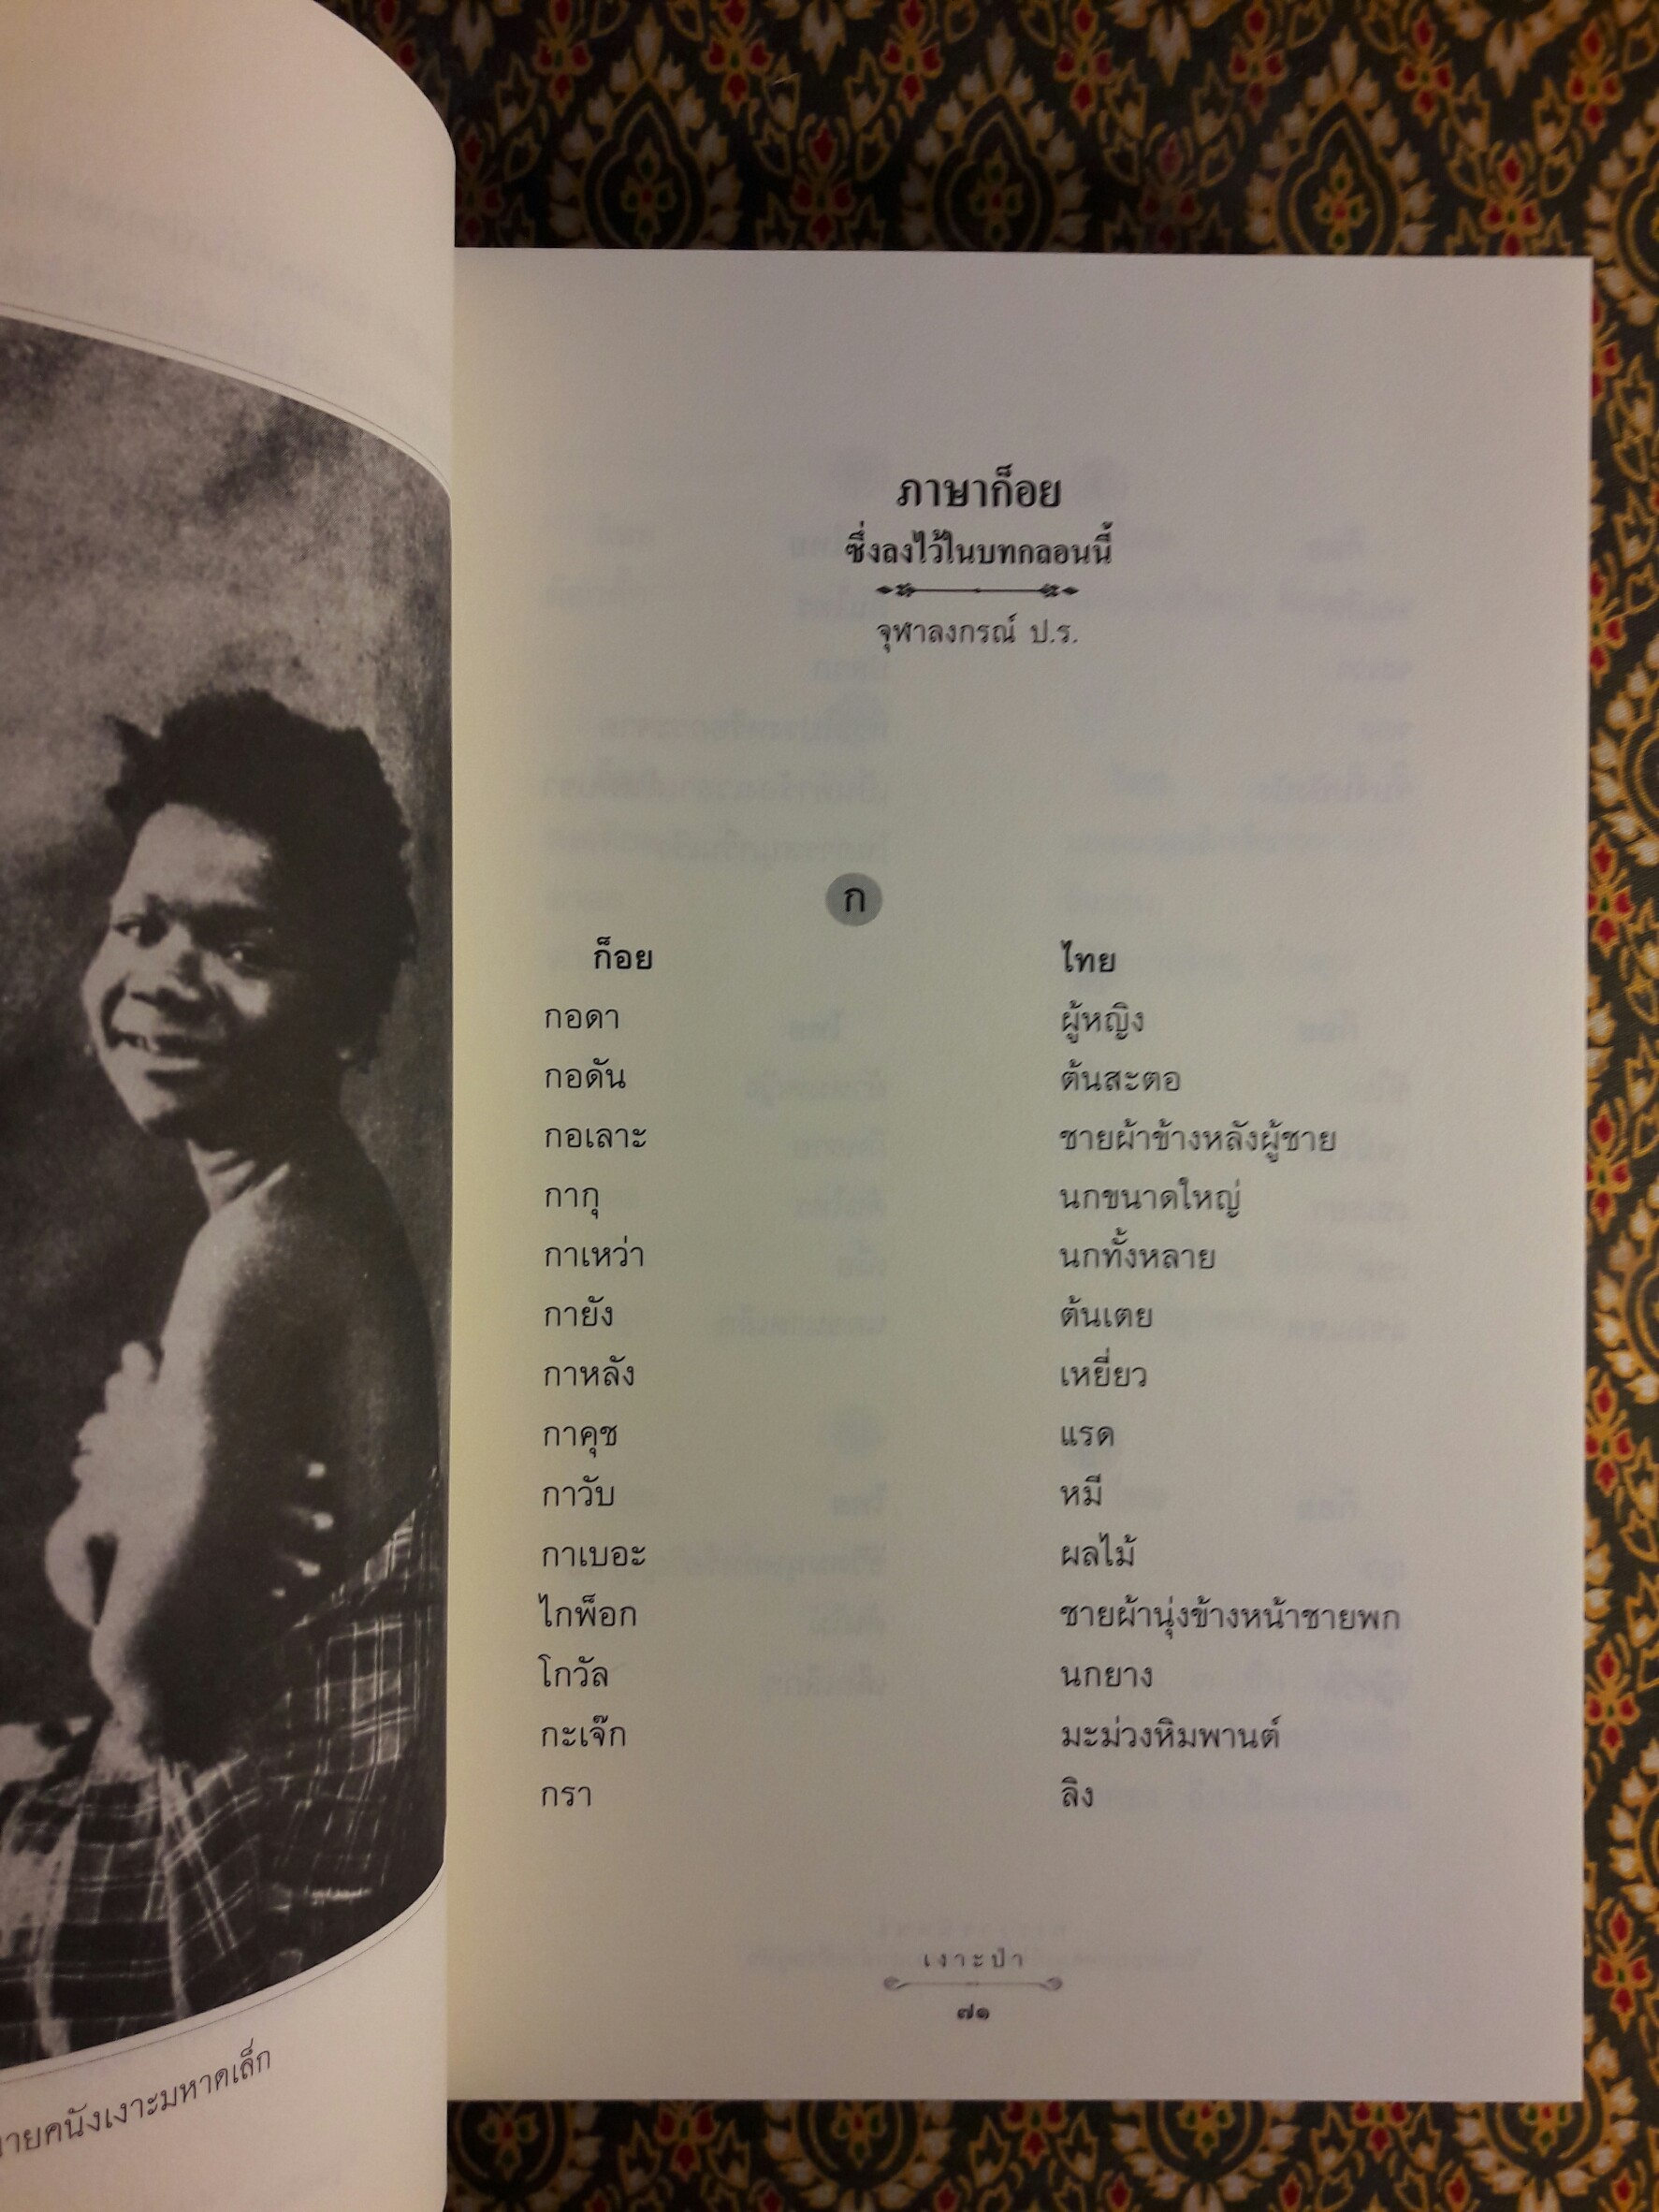 ภาษาก็อย
ซึ่งลงไว้ในบทกลอนนี้
จุฬาลงกรณ์ ป.ร.
ก
ก็อย ไทย
กอดา ผู้หญิง
กอดัน ต้นสะตอ
กอเลาะ ชายผ้าข้างหลังผู้ชาย
กากุ นกขนาดใหญ่
กาเหว่า นกทั้งหลาย
กายัง ต้นเตย
กาหลัง เหยี่ยว
กาคุช แรด
กาวับ หมี
กาเบอะ ผลไม้
ไกพ็อก ชายผ้านุ่งข้างหน้าชายพก
โกวัล นกยาง
กะเจ๊ก มะม่วงหิมพานต์
กรา ลิง
เงาะป่า
๗๑
นายคนังเงาะมหาดเล็ก